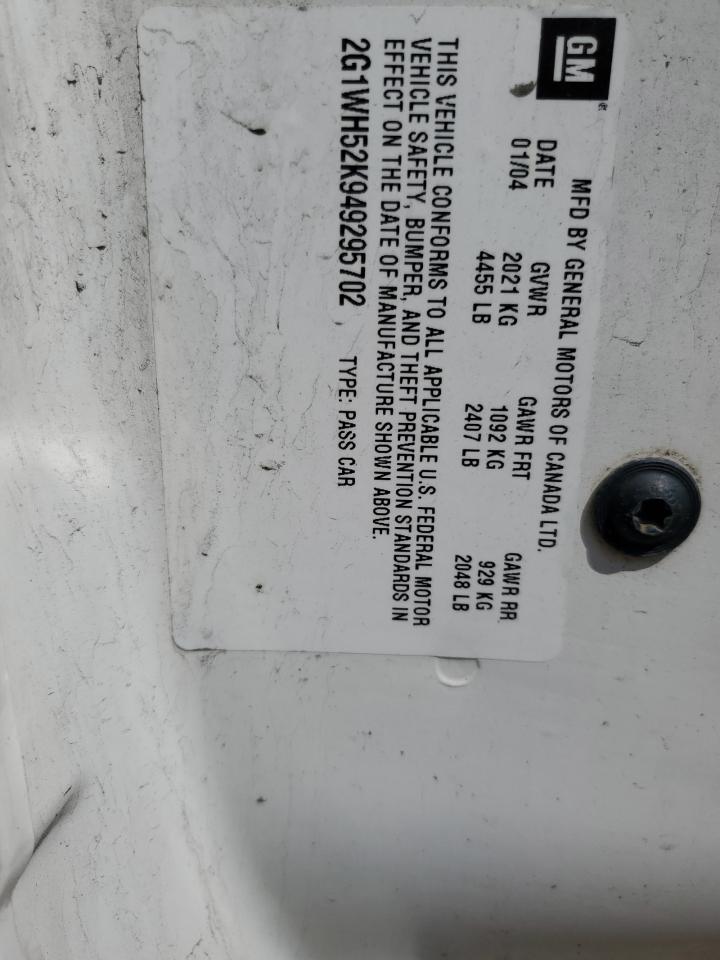 GM
MFD BY GENERAL MOTORS OF CANADA LTD.
DATE GVWR GAWR FRT GAWR RR
01/04 2021 KG 1092 KG 929 KG
4455 LB 2407 LB 2048 LB
THIS VEHICLE CONFORMS TO ALL APPLICABLE U.S. FEDERAL MOTOR
VEHICLE SAFETY, BUMPER, AND THEFT PREVENTION STANDARDS IN
EFFECT ON THE DATE OF MANUFACTURE SHOWN ABOVE.
2G1WH52K949295702 TYPE: PASS CAR